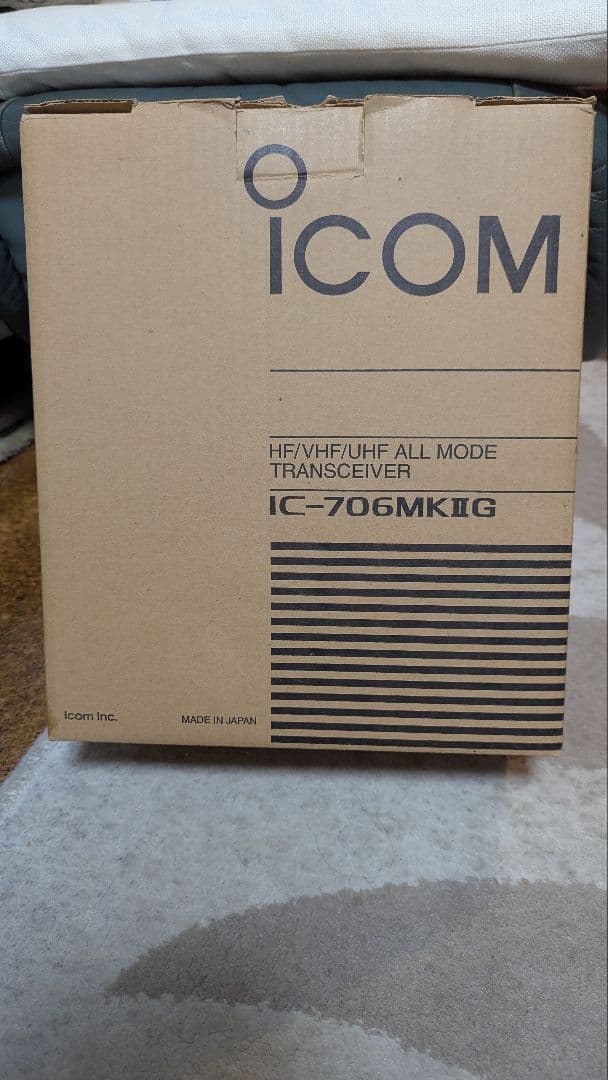 ICOM
HF/VHF/UHF ALL MODE
TRANSCEIVER
IC-706MKⅡG
Icom Inc.
MADE IN JAPAN